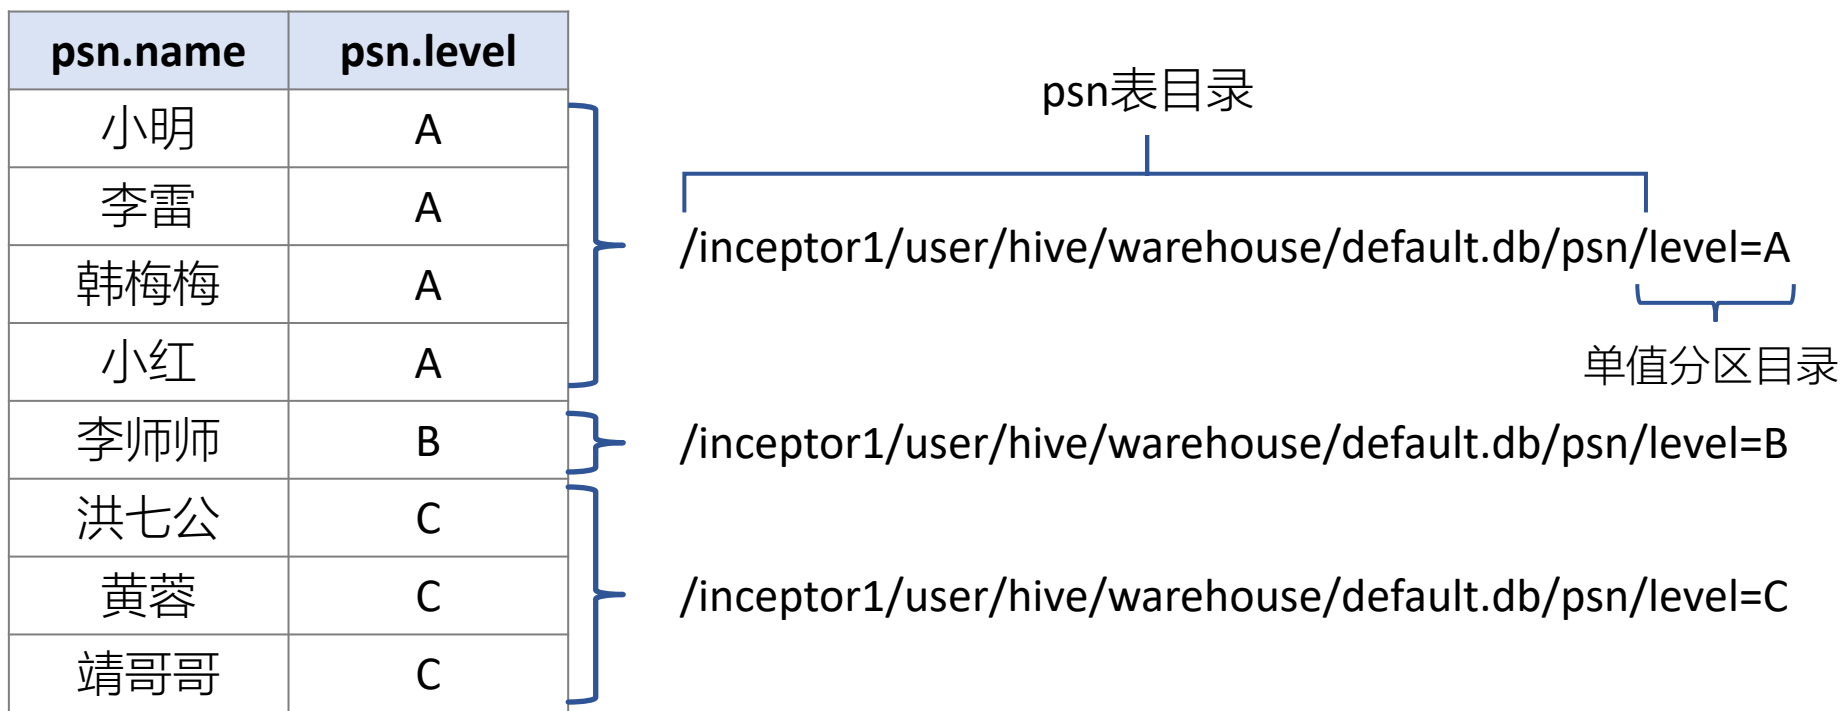 psn.name psn.level
小明 A
李雷 A
韩梅梅 A
小红 A
李师师 B
洪七公 C
黄蓉 C
靖哥哥 C
psn表目录
/inceptor1/user/hive/warehouse/default.db/psn/level=A
单值分区目录
/inceptor1/user/hive/warehouse/default.db/psn/level=B
/inceptor1/user/hive/warehouse/default.db/psn/level=C